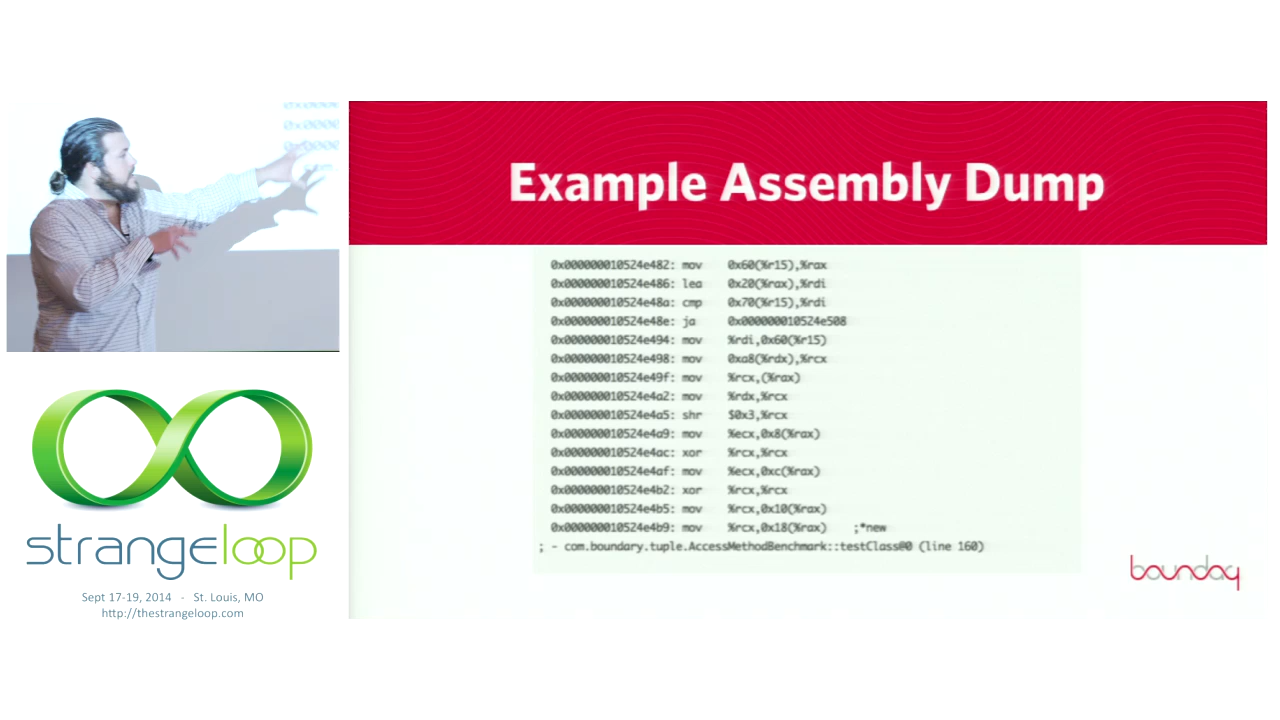 0x0000
Example Assembly Dump
0x000000010524e482: mov 0x60(%r15),%rax
0x000000010524e486: lea 0x20(%rax),%rdi
0x000000010524e48a: cmp 0x70(%r15),%rdi
0x000000010524e48e: ja 0x000000010524e508
0x000000010524e494: mov %rdi,0x60(%r15)
0x000000010524e498: mov 0xa8(%rdx),%rcx
0x000000010524e49f: mov %rcx,(%rax)
0x000000010524e4a2: mov %rdx,%rcx
0x000000010524e4a5: shr $0x3,%rcx
0x000000010524e4a9: mov %ecx,0x8(%rax)
0x000000010524e4ac: xor %rcx,%rcx
0x000000010524e4af: mov %ecx,0xc(%rax)
0x000000010524e4b2: xor %rcx,%rcx
0x000000010524e4b5: mov %rcx,0x10(%rax)
0x000000010524e4b9: mov %rcx,0x18(%rax) ;*new
; - com.boundary.tuple.AccessMethodBenchmark::testClass@0 (line 160)
boundary
strangeloop
Sept 17-19, 2014 - St. Louis, MO
http://thestrangeloop.com